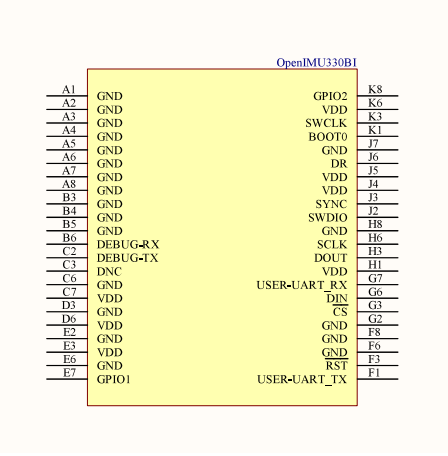 OpenIMU330BI
A1 GND GPIO2 K8
A2 GND VDD K6
A3 GND SWCLK K3
A4 GND BOOT0 K1
A5 GND GND J7
A6 GND DR J6
A7 GND VDD J5
A8 GND VDD J4
B3 GND SYNC J3
B4 GND SWDIO J2
B5 GND GND H8
B6 DEBUG-RX SCLK H6
C2 DEBUG-TX DOUT H3
C3 DNC VDD H1
C6 GND USER-UART_RX G7
C7 VDD DIN G6
D3 GND CS G3
D6 VDD GND G2
E2 GND GND F8
E3 VDD GND F6
E6 GND RST F3
E7 GPIO1 USER-UART_TX F1